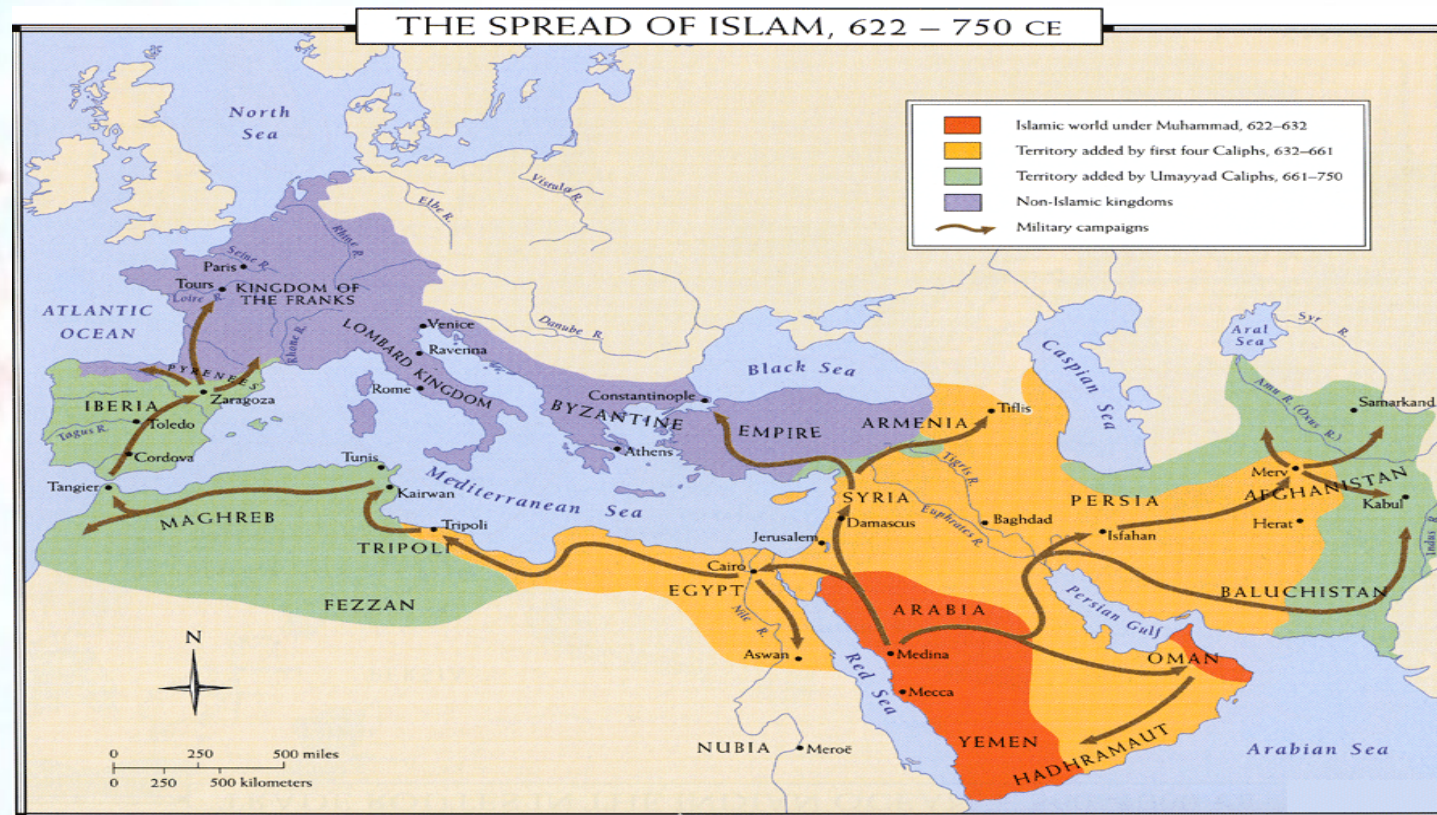 THE SPREAD OF ISLAM, 622 – 750 CE
Islamic world under Muhammad, 622–632
Territory added by first four Caliphs, 632–661
Territory added by Umayyad Caliphs, 661–750
Non-Islamic kingdoms
Military campaigns
North
Sea
Vistula R.
Elbe R.
Rhine R.
Seine R.
Paris
Tours
Loire R.
KINGDOM OF
THE FRANKS
ATLANTIC
OCEAN
Rhone R.
LOMBARD KINGDOM
Venice
Ravenna
Danube R.
Rome
PYRENEES
Zaragoza
IBERIA
Toledo
Tagus R.
Cordova
Tangier
Tunis
Kairwan
MAGHREB
Mediterranean Sea
Tripoli
TRIPOLI
FEZZAN
Constantinople
BYZANTINE
EMPIRE
Athens
Black Sea
Caspian Sea
Aral
Sea
Syr R.
Amu R. (Oxus R.)
Samarkand
ARMENIA
Tiflis
Tigris R.
SYRIA
Damascus
Euphrates R.
Baghdad
Jerusalem
PERSIA
Isfahan
Merv
AFGHANISTAN
Kabul
Herat
Indus R.
BALUCHISTAN
Cairo
EGYPT
Nile R.
Aswan
ARABIA
Persian Gulf
Medina
OMAN
Red Sea
Mecca
NUBIA
Meroë
YEMEN
HADHRAMAUT
Arabian Sea
N
0 250 500 miles
0 250 500 kilometers